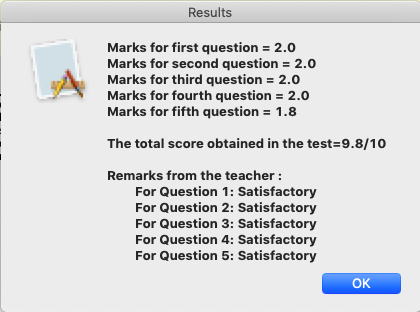 Results
Marks for first question = 2.0
Marks for second question = 2.0
Marks for third question = 2.0
Marks for fourth question = 2.0
Marks for fifth question = 1.8
The total score obtained in the test=9.8/10
Remarks from the teacher :
For Question 1: Satisfactory
For Question 2: Satisfactory
For Question 3: Satisfactory
For Question 4: Satisfactory
For Question 5: Satisfactory
OK